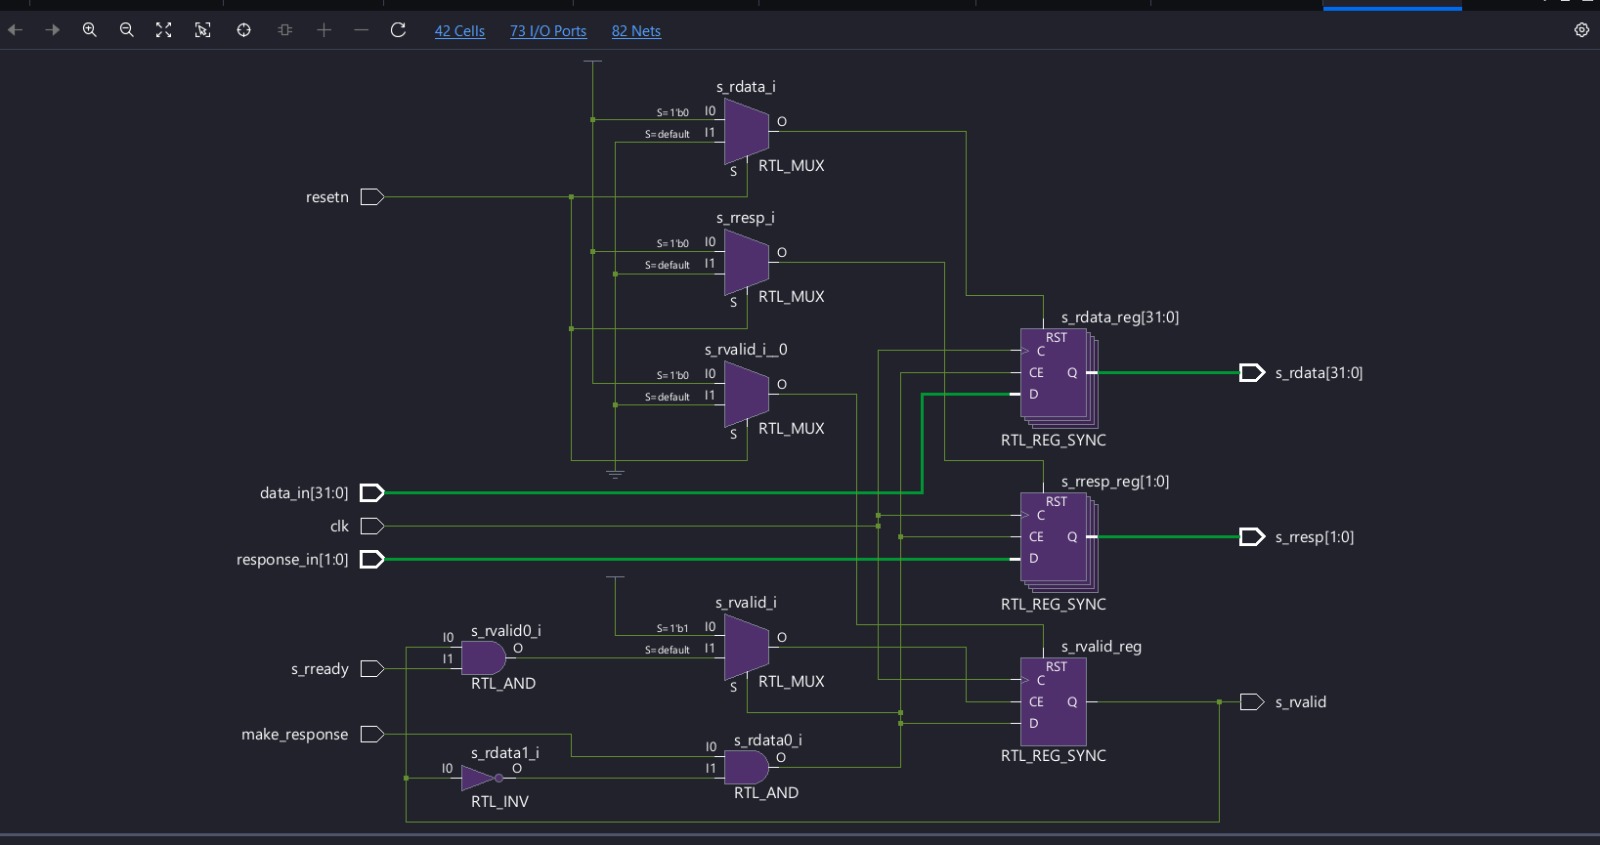 42 Cells 73 I/O Ports 82 Nets
s_rdata_i
S=1'b0 I0 O
S=default I1
S RTL_MUX
resetn
s_rresp_i
S=1'b0 I0 O
S=default I1
S RTL_MUX
s_rdata_reg[31:0]
RST
C
CE Q s_rdata[31:0]
D
RTL_REG_SYNC
s_rvalid_i__0
S=1'b0 I0 O
S=default I1
S RTL_MUX
s_rresp_reg[1:0]
data_in[31:0]
RST
C
clk
CE Q s_rresp[1:0]
response_in[1:0] D
RTL_REG_SYNC
s_rvalid_i
S=1'b1 I0 O
S=default I1
S RTL_MUX
s_rvalid0_i
I0 O
I1
s_rready
RTL_AND
s_rvalid_reg
RST
C
CE Q s_rvalid
D
RTL_REG_SYNC
make_response
s_rdata0_i
I0 O
I1
RTL_AND
s_rdata1_i
I0 O
RTL_INV